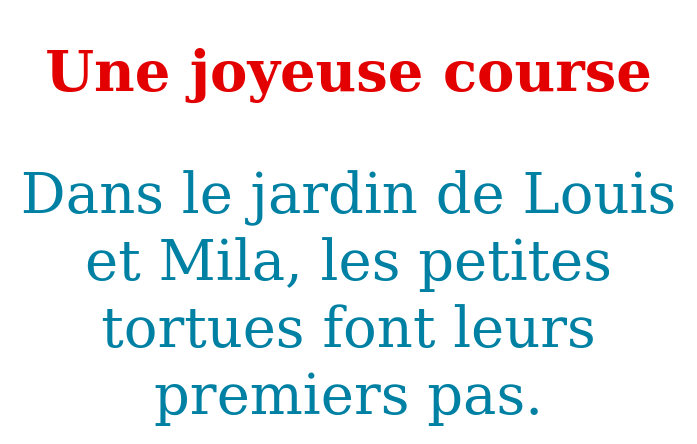 Une joyeuse course
Dans le jardin de Louis
et Mila, les petites
tortues font leurs
premiers pas.